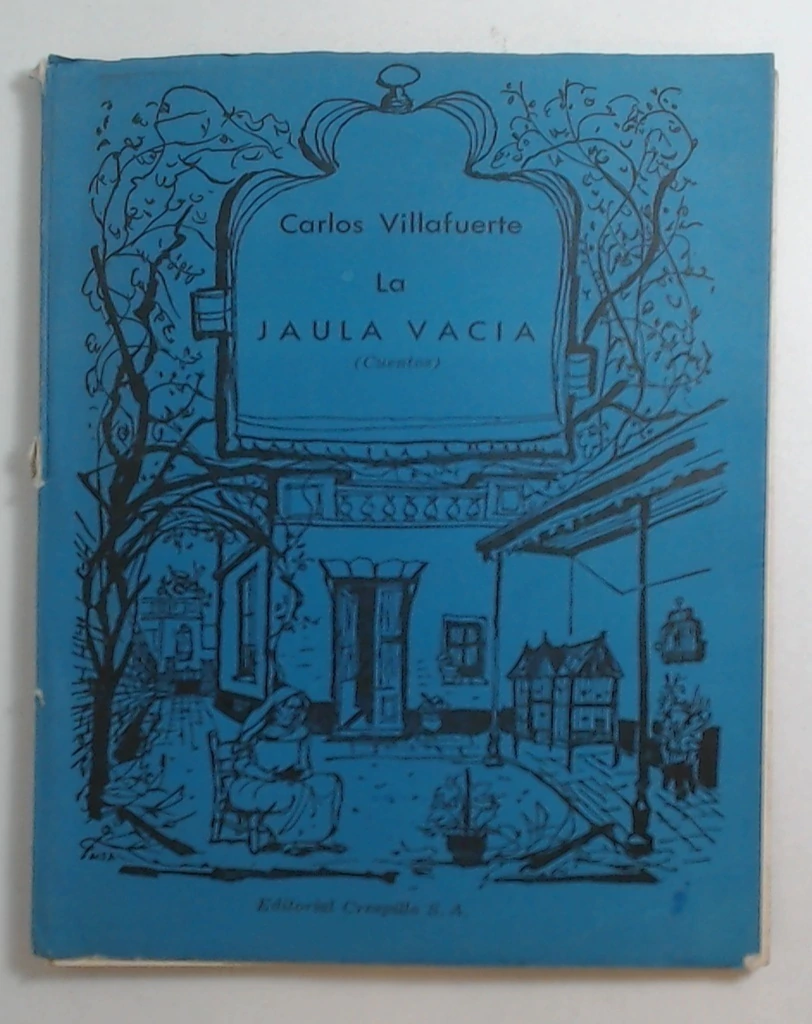 Carlos Villafuerte
La
JAULA VACIA
(Cuentos)
Editorial Crespillo S. A.